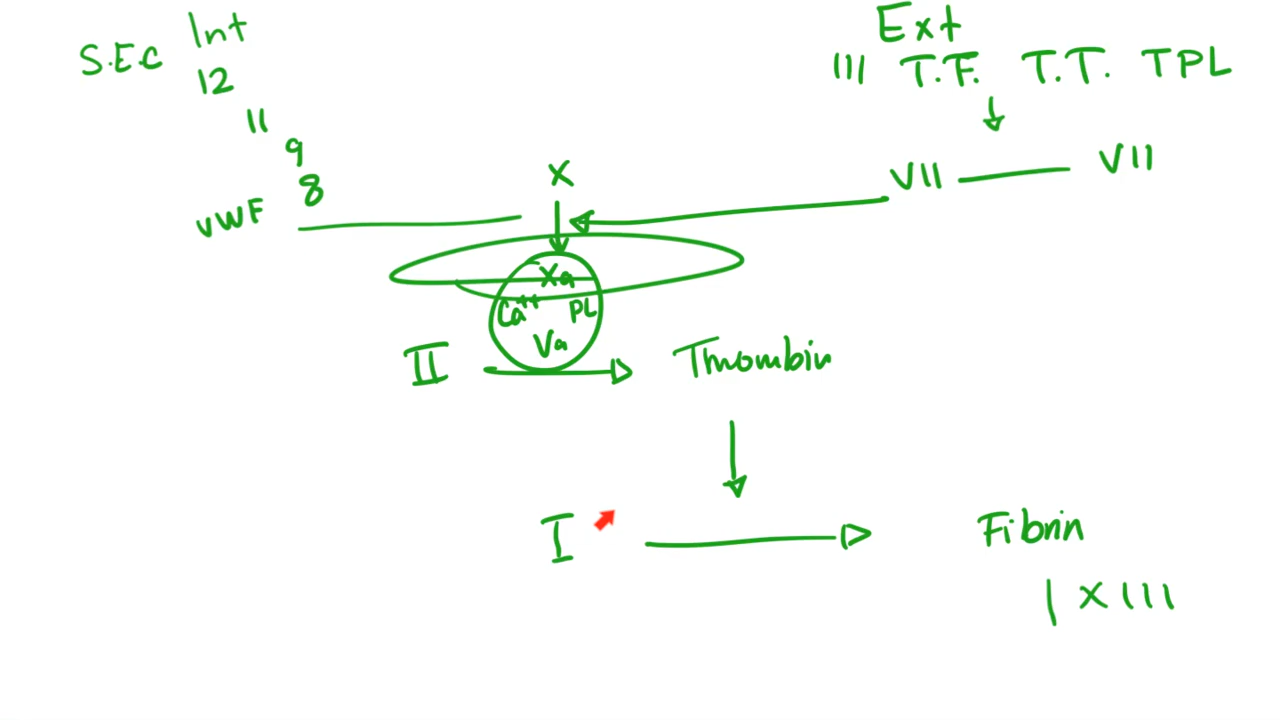 Int
S.E.C
12
11
9
8
vWF
Ext
III T.F. T.T. TPL
VII VII
X
Xa
Ca++ PL
Va
II Thrombin
I Fibrin
XIII